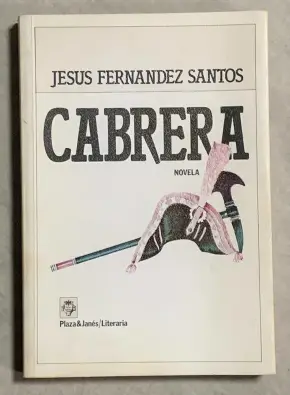 JESUS FERNANDEZ SANTOS
CABRERA
NOVELA
Plaza & Janés/Literaria